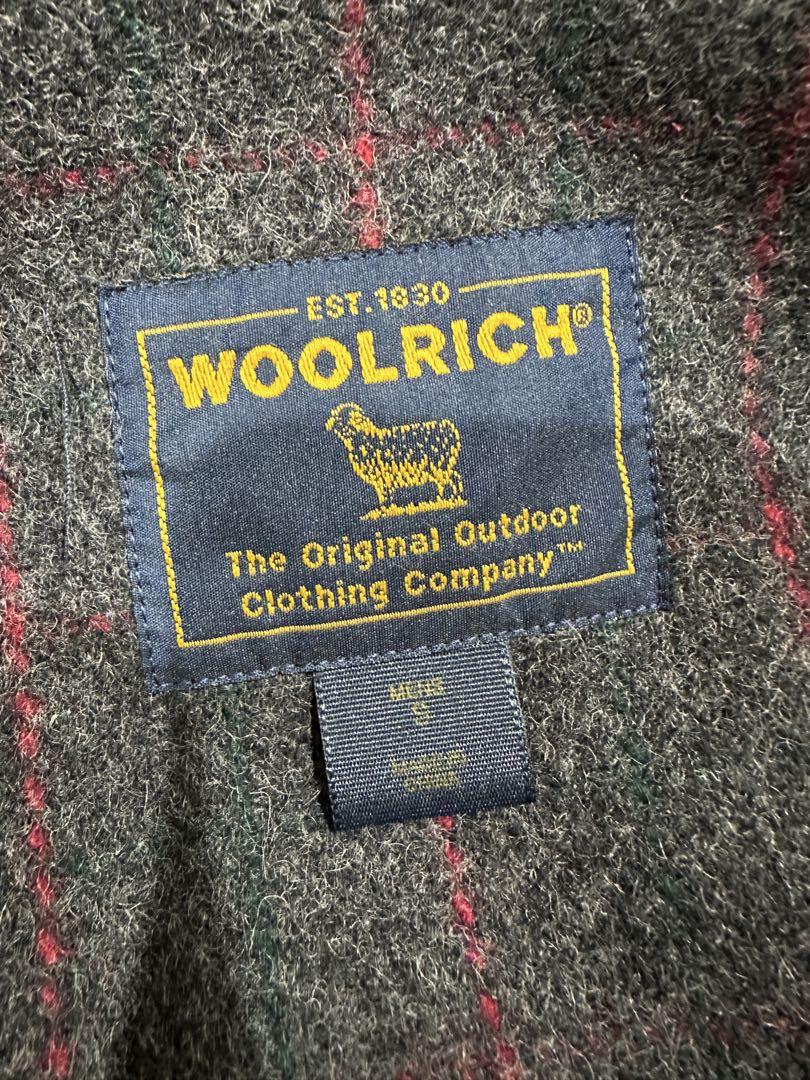 EST. 1830
WOOLRICH®
The Original Outdoor
Clothing Company™
MENS
S